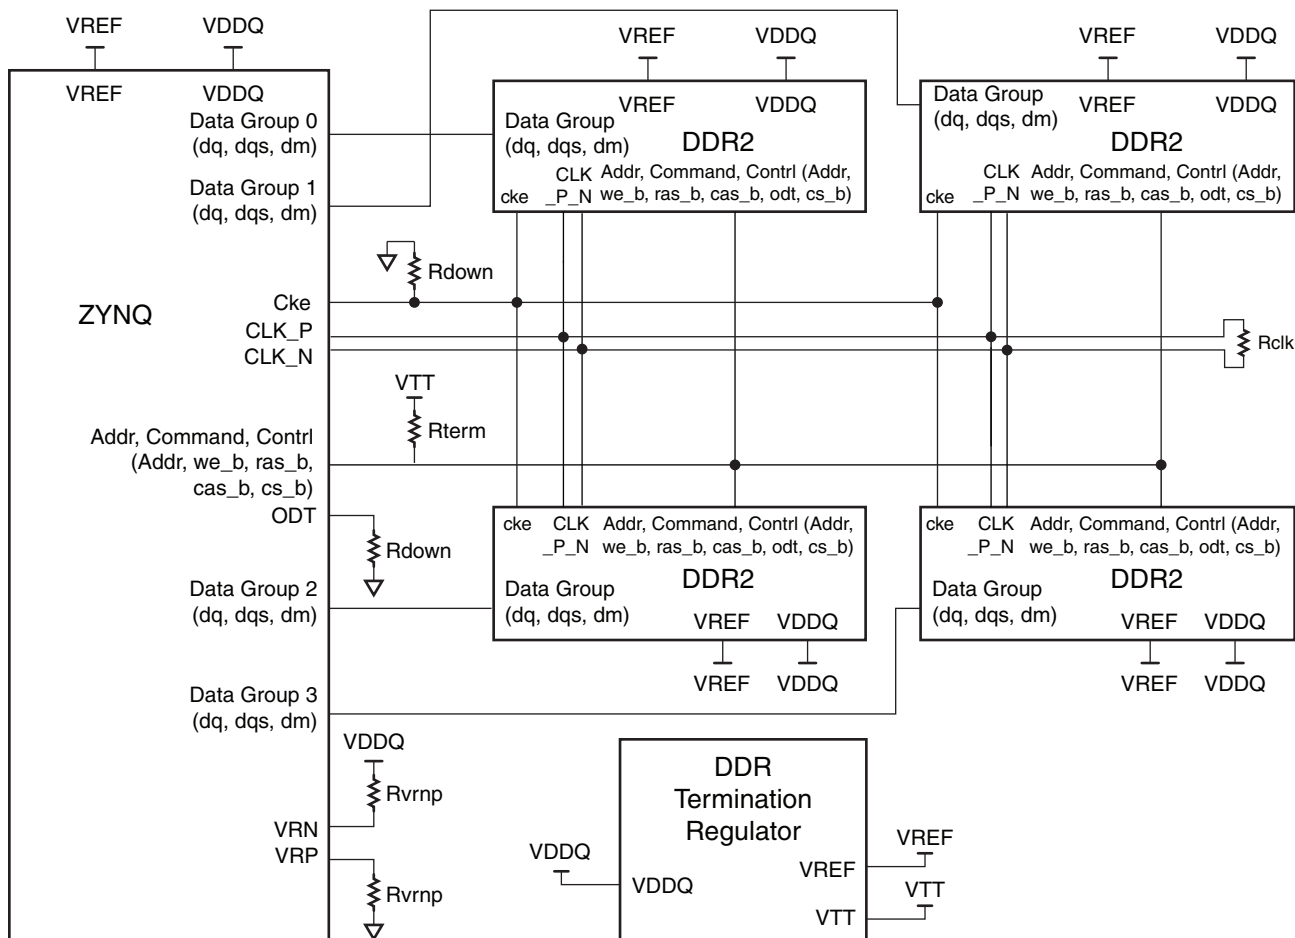 VREF
VDDQ
VREF
VDDQ
VREF
VDDQ
VREF
VDDQ
Data Group 0
(dq, dqs, dm)
Data Group 1
(dq, dqs, dm)
ZYNQ
Cke
CLK_P
CLK_N
Addr, Command, Contrl
(Addr, we_b, ras_b,
cas_b, cs_b)
ODT
Data Group 2
(dq, dqs, dm)
Data Group 3
(dq, dqs, dm)
VRN
VRP
Rdown
VTT
Rterm
Rdown
VDDQ
Rvrnp
Rvrnp
VREF
VDDQ
Data Group
(dq, dqs, dm)
DDR2
cke
CLK
_P_N
Addr, Command, Contrl (Addr,
we_b, ras_b, cas_b, odt, cs_b)
VREF
VDDQ
Data Group
(dq, dqs, dm)
DDR2
cke
CLK
_P_N
Addr, Command, Contrl (Addr,
we_b, ras_b, cas_b, odt, cs_b)
Rclk
cke
CLK
_P_N
Addr, Command, Contrl (Addr,
we_b, ras_b, cas_b, odt, cs_b)
DDR2
Data Group
(dq, dqs, dm)
VREF
VDDQ
VREF
VDDQ
cke
CLK
_P_N
Addr, Command, Contrl (Addr,
we_b, ras_b, cas_b, odt, cs_b)
DDR2
Data Group
(dq, dqs, dm)
VREF
VDDQ
VREF
VDDQ
DDR
Termination
Regulator
VDDQ
VDDQ
VREF
VREF
VTT
VTT